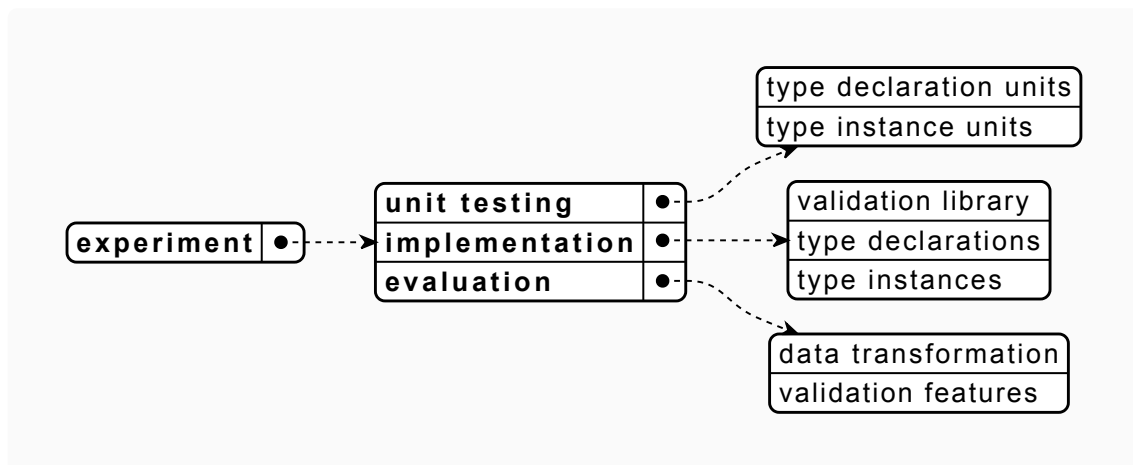 experiment
unit testing
implementation
evaluation
type declaration units
type instance units
validation library
type declarations
type instances
data transformation
validation features